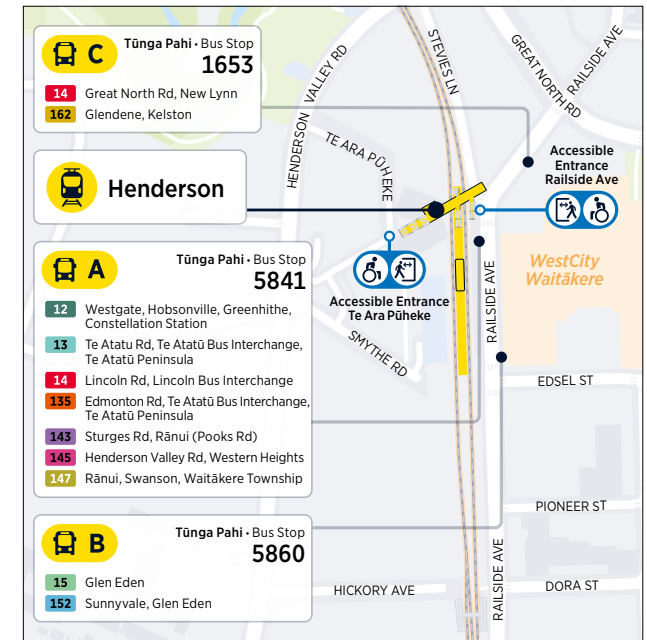 C
Tūnga Pahi • Bus Stop
1653
14 Great North Rd, New Lynn
162 Glendene, Kelston
Henderson
A
Tūnga Pahi • Bus Stop
5841
12 Westgate, Hobsonville, Greenhithe,
Constellation Station
13 Te Atatu Rd, Te Atatū Bus Interchange,
Te Atatū Peninsula
14 Lincoln Rd, Lincoln Bus Interchange
135 Edmonton Rd, Te Atatū Bus Interchange,
Te Atatū Peninsula
143 Sturges Rd, Rānui (Pooks Rd)
145 Henderson Valley Rd, Western Heights
147 Rānui, Swanson, Waitākere Township
B
Tūnga Pahi • Bus Stop
5860
15 Glen Eden
152 Sunnyvale, Glen Eden
HENDERSON VALLEY RD
STEVIES LN
GREAT NORTH RD
RAILSIDE AVE
TE ARA PŪHEKE
Accessible
Entrance
Railside Ave
WestCity
Waitākere
Accessible Entrance
Te Ara Pūheke
RAILSIDE AVE
SMYTHE RD
EDSEL ST
PIONEER ST
RAILSIDE AVE
HICKORY AVE
DORA ST